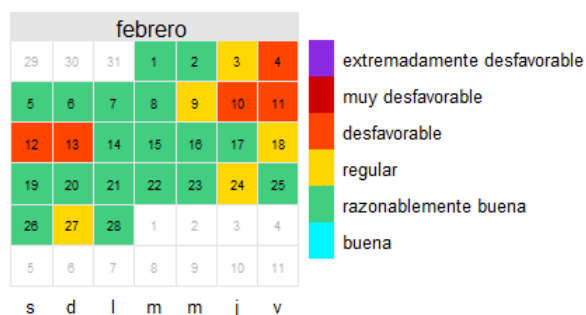 febrero
29 30 31 1 2 3 4
5 6 7 8 9 10 11
12 13 14 15 16 17 18
19 20 21 22 23 24 25
26 27 28 1 2 3 4
5 6 7 8 9 10 11
s d l m m j v
extremadamente desfavorable
muy desfavorable
desfavorable
regular
razonablemente buena
buena